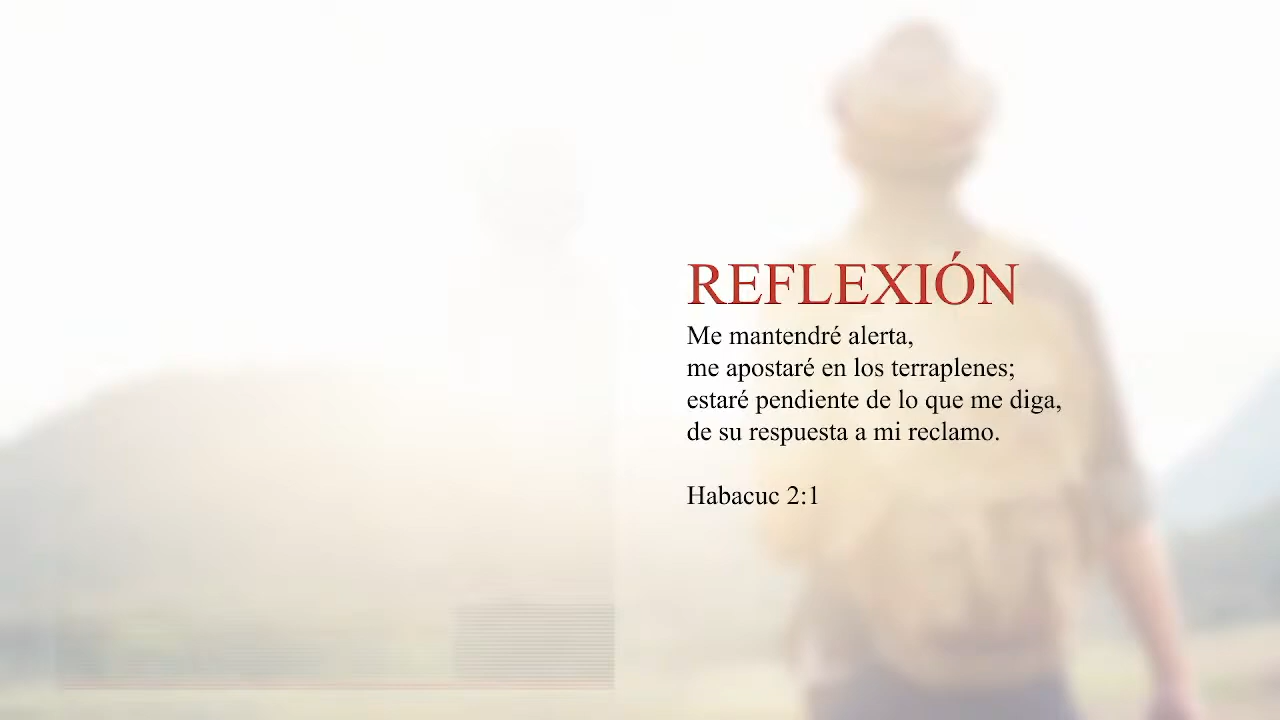 REFLEXIÓN
Me mantendré alerta,
me apostaré en los terraplenes;
estaré pendiente de lo que me diga,
de su respuesta a mi reclamo.
Habacuc 2:1